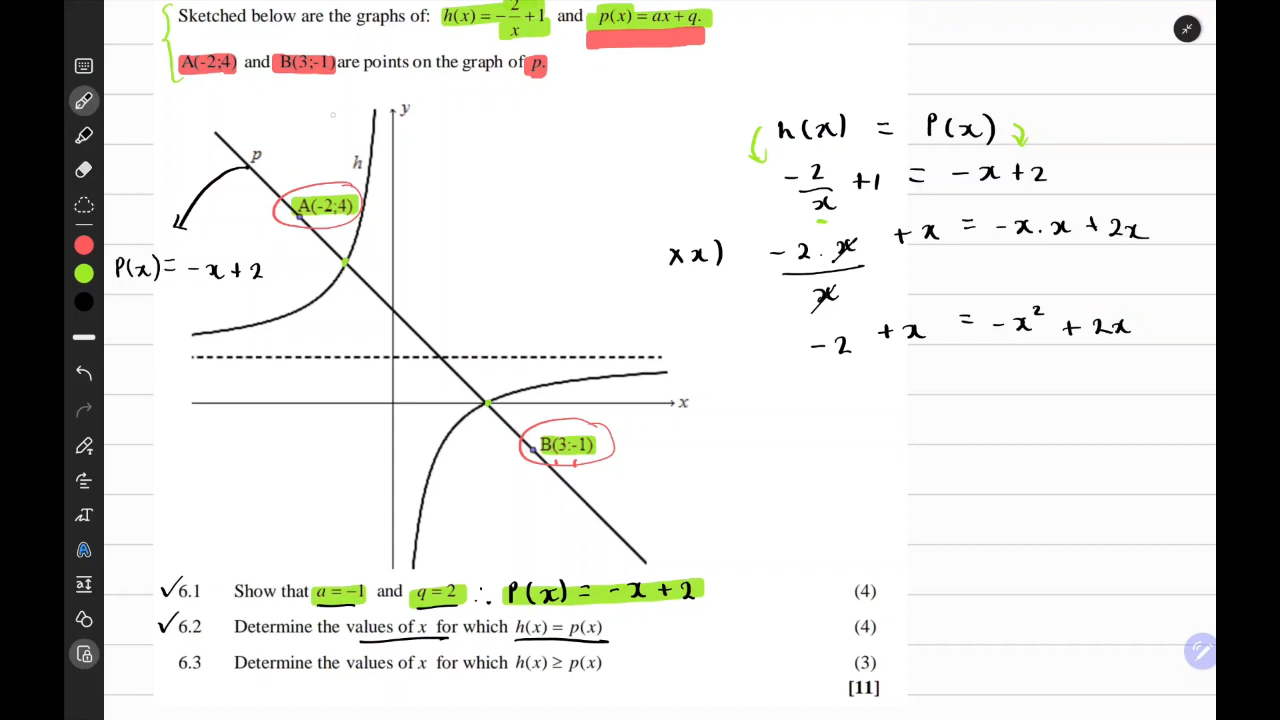 Sketched below are the graphs of: h(x) = −2/x + 1 and p(x) = ax + q.
A(-2;4) and B(3;-1) are points on the graph of p.
y
p
h
A(-2;4)
P(x) = -x + 2
x
B(3:-1)
h(x) = P(x)
-2/x +1 = -x + 2
xx) -2 . x/x + x = -x.x + 2x
-2 + x = -x² + 2x
✓6.1 Show that a = −1 and q = 2 ∴ P(x) = -x + 2 (4)
✓6.2 Determine the values of x for which h(x) = p(x) (4)
6.3 Determine the values of x for which h(x) ≥ p(x) (3)
[11]